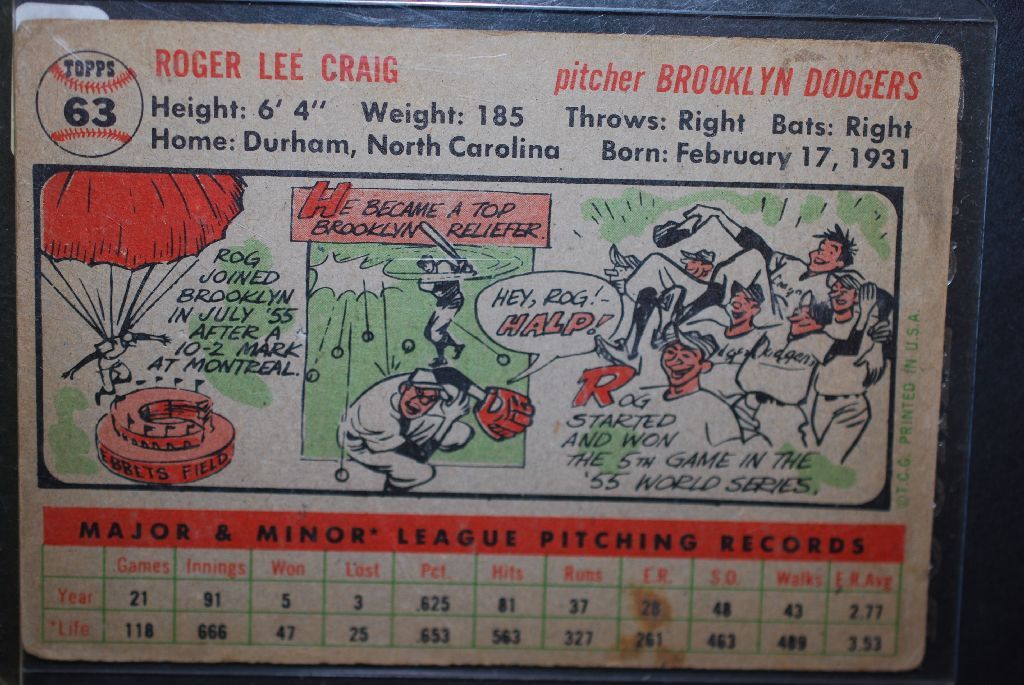 TOPPS
63
ROGER LEE CRAIG
pitcher BROOKLYN DODGERS
Height: 6' 4" Weight: 185 Throws: Right Bats: Right
Home: Durham, North Carolina Born: February 17, 1931
ROG
JOINED
BROOKLYN
IN JULY '55
AFTER A
10-2 MARK
AT MONTREAL.
EBBETS FIELD
HE BECAME A TOP
BROOKLYN RELIEFER.
HEY, ROG!-
HALP!
Dodgers
ROG
STARTED
AND WON
THE 5TH GAME IN THE
'55 WORLD SERIES.
©T.C.G. PRINTED IN U.S.A.
MAJOR & MINOR* LEAGUE PITCHING RECORDS
Games Innings Won Lost Pct. Hits Runs E.R. S.O. Walks E.R.Avg
Year 21 91 5 3 .625 81 37 28 48 43 2.77
*Life 118 666 47 25 .653 563 327 261 463 489 3.53